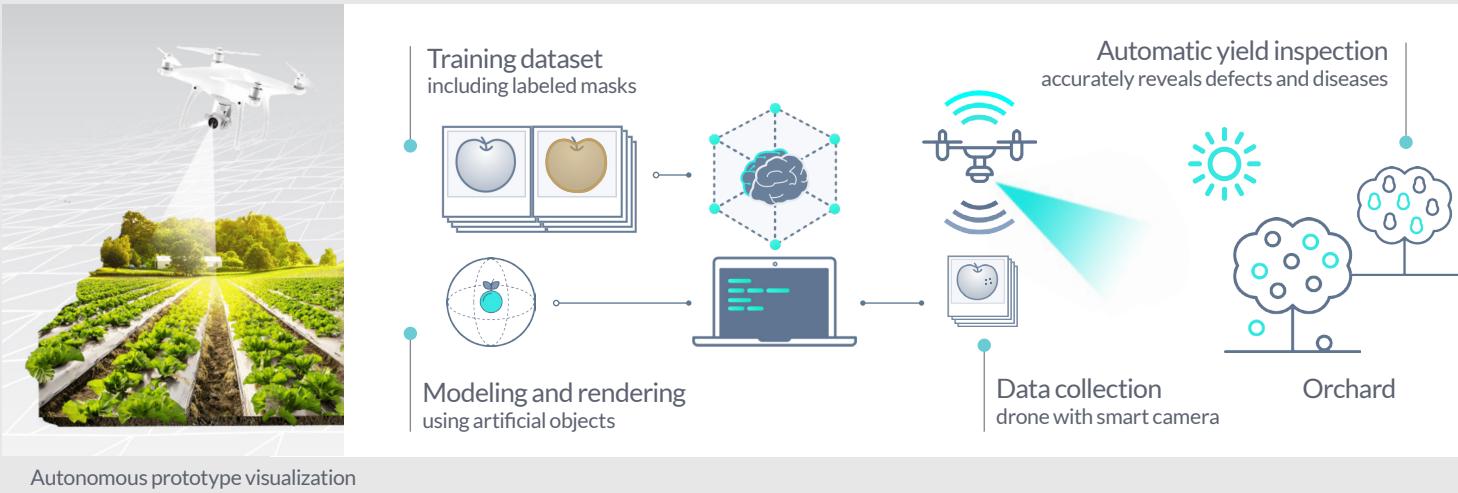 Training dataset
including labeled masks
Automatic yield inspection
accurately reveals defects and diseases
Modeling and rendering
using artificial objects
Data collection
drone with smart camera
Orchard
Autonomous prototype visualization